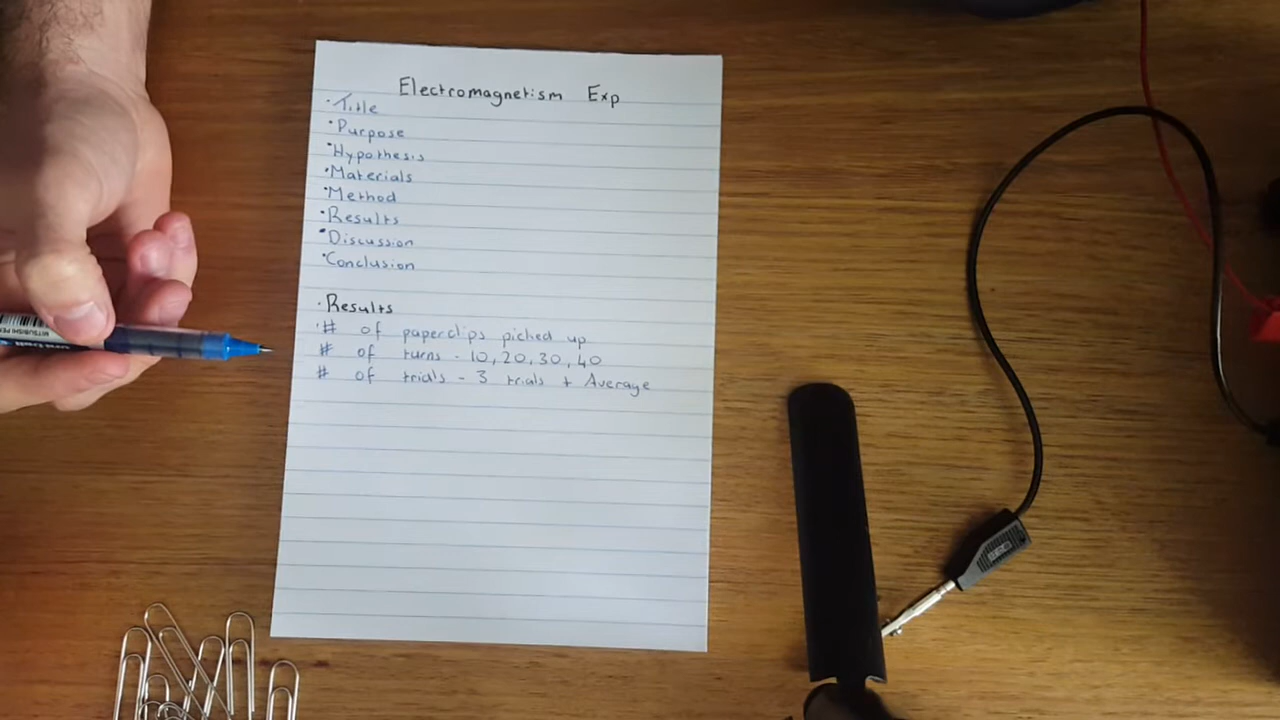 Electromagnetism Exp
· Title
· Purpose
· Hypothesis
· Materials
· Method
· Results
· Discussion
· Conclusion
· Results
· # of paperclips picked up
# of turns - 10, 20, 30, 40
# of trials - 3 trials + Average